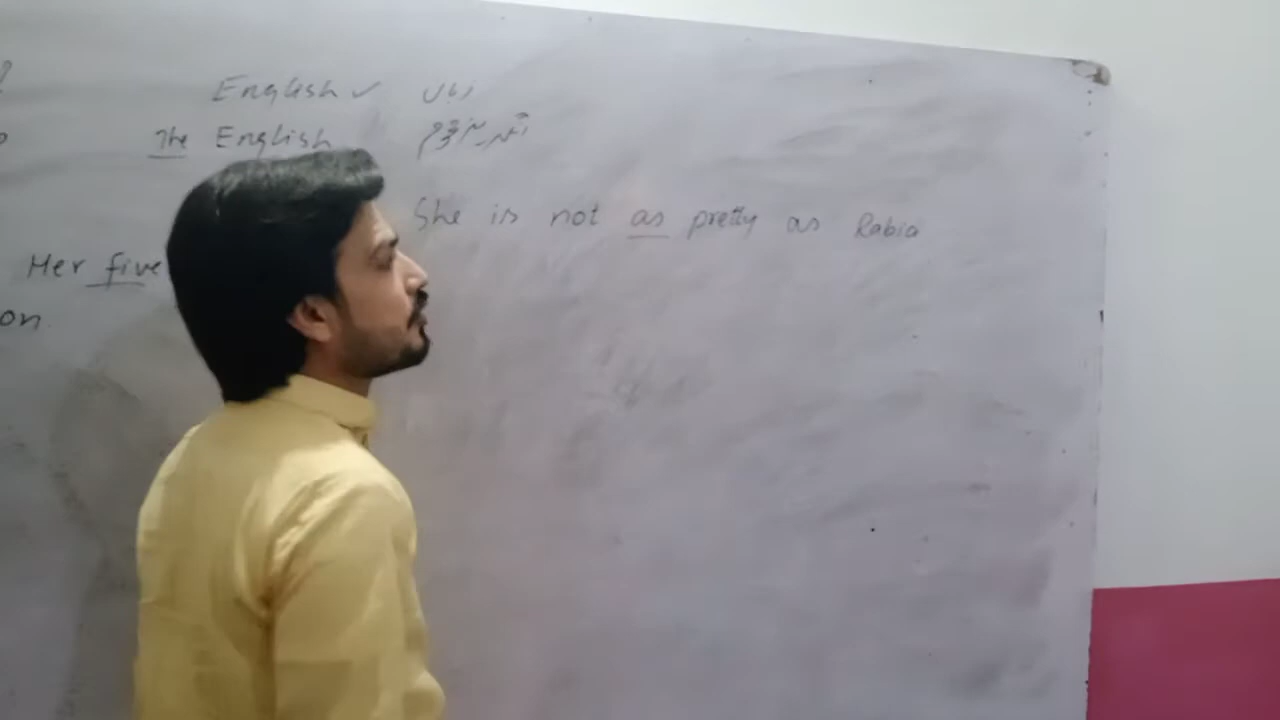 ?
English ✓ زبان
The English انگریز قوم
She is not as pretty as Rabia
Her five
on.